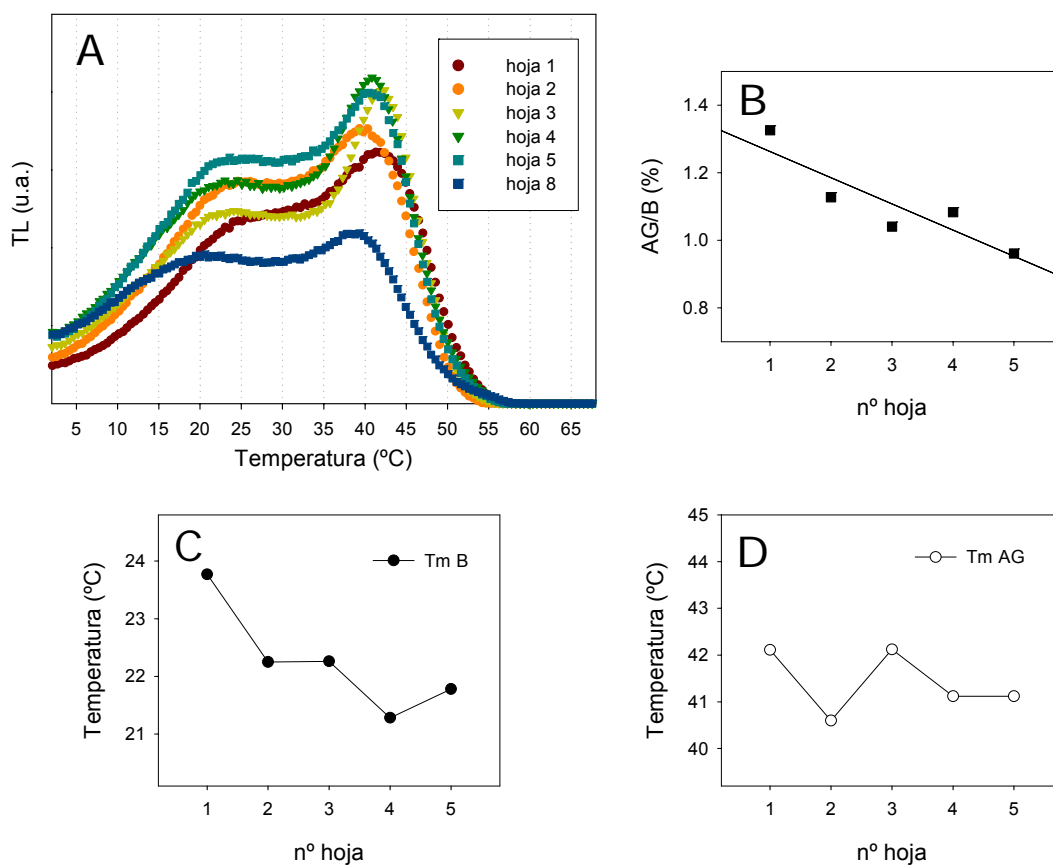 A
hoja 1
hoja 2
hoja 3
hoja 4
hoja 5
hoja 8
TL (u.a.)
5 10 15 20 25 30 35 40 45 50 55 60 65
Temperatura (ºC)
B
AG/B (%)
1.4
1.2
1.0
0.8
1 2 3 4 5
nº hoja
C
Tm B
Temperatura (ºC)
24
23
22
21
1 2 3 4 5
nº hoja
D
Tm AG
Temperatura (ºC)
45
44
43
42
41
40
1 2 3 4 5
nº hoja